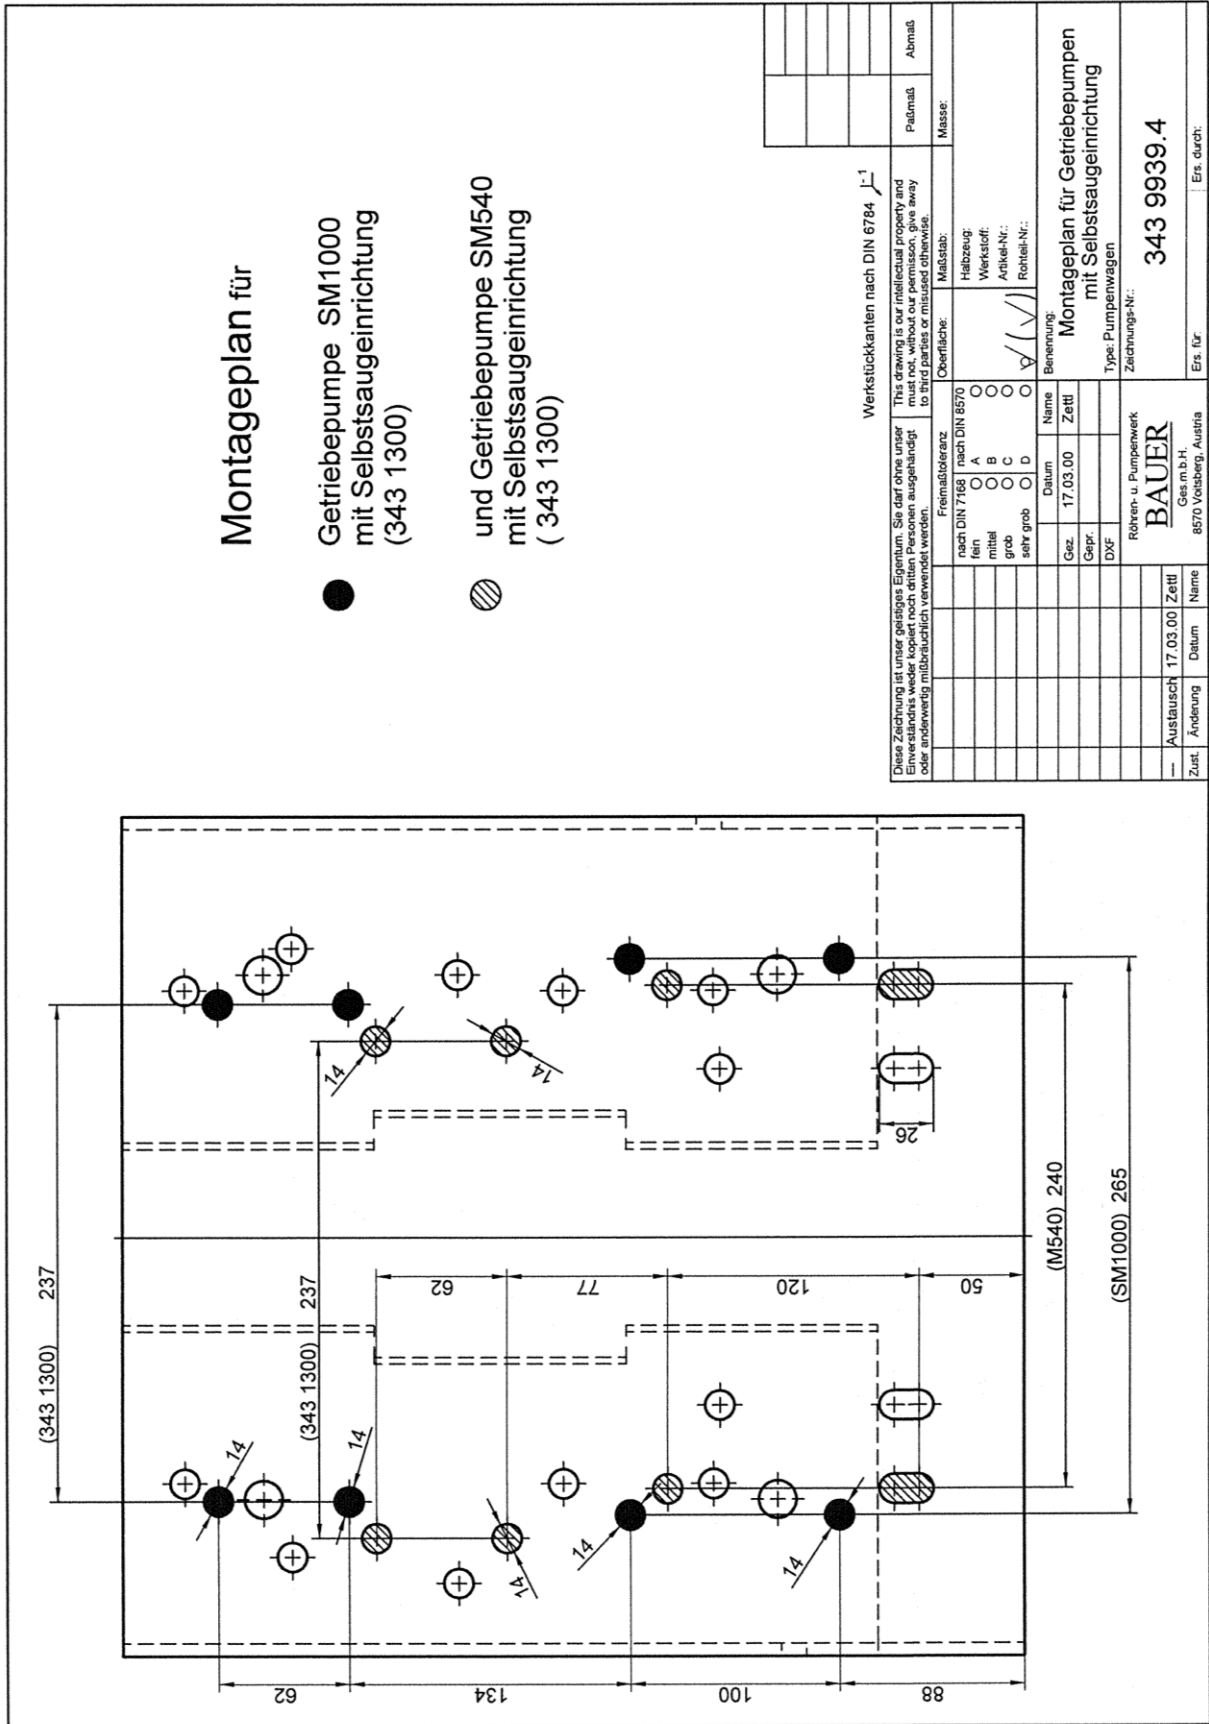 Montageplan für
Getriebepumpe SM1000
mit Selbstsaugeinrichtung
(343 1300)
und Getriebepumpe SM540
mit Selbstsaugeinrichtung
( 343 1300)
(343 1300) 237
(343 1300) 237
14
14
14
14
14
14
14
62
134
100
88
62
77
120
50
26
(M540) 240
(SM1000) 265
Werkstückkanten nach DIN 6784 -1
Diese Zeichnung ist unser geistiges Eigentum. Sie darf ohne unser
Einverständnis weder kopiert noch dritten Personen ausgehändigt
oder anderwertig mißbräuchlich verwendet werden.
This drawing is our intellectual property and
must not, without our permisson, give away
to third parties or misused otherwise.
Paßmaß Abmaß
Freimaßtoleranz
nach DIN 7168 nach DIN 8570
fein A
mittel B
grob C
sehr grob D
Oberfläche:
Maßstab:
Masse:
Halbzeug:
Werkstoff:
Artikel-Nr.:
Rohteil-Nr.:
Datum Name
Gez. 17.03.00 Zettl
Gepr.
DXF
Benennung:
Montageplan für Getriebepumpen
mit Selbstsaugeinrichtung
Type: Pumpenwagen
Röhren- u. Pumpenwerk
BAUER
Ges.m.b.H.
8570 Voitsberg, Austria
Zeichnungs-Nr.:
343 9939.4
— Austausch 17.03.00 Zettl
Zust. Änderung Datum Name
Ers. für:
Ers. durch: